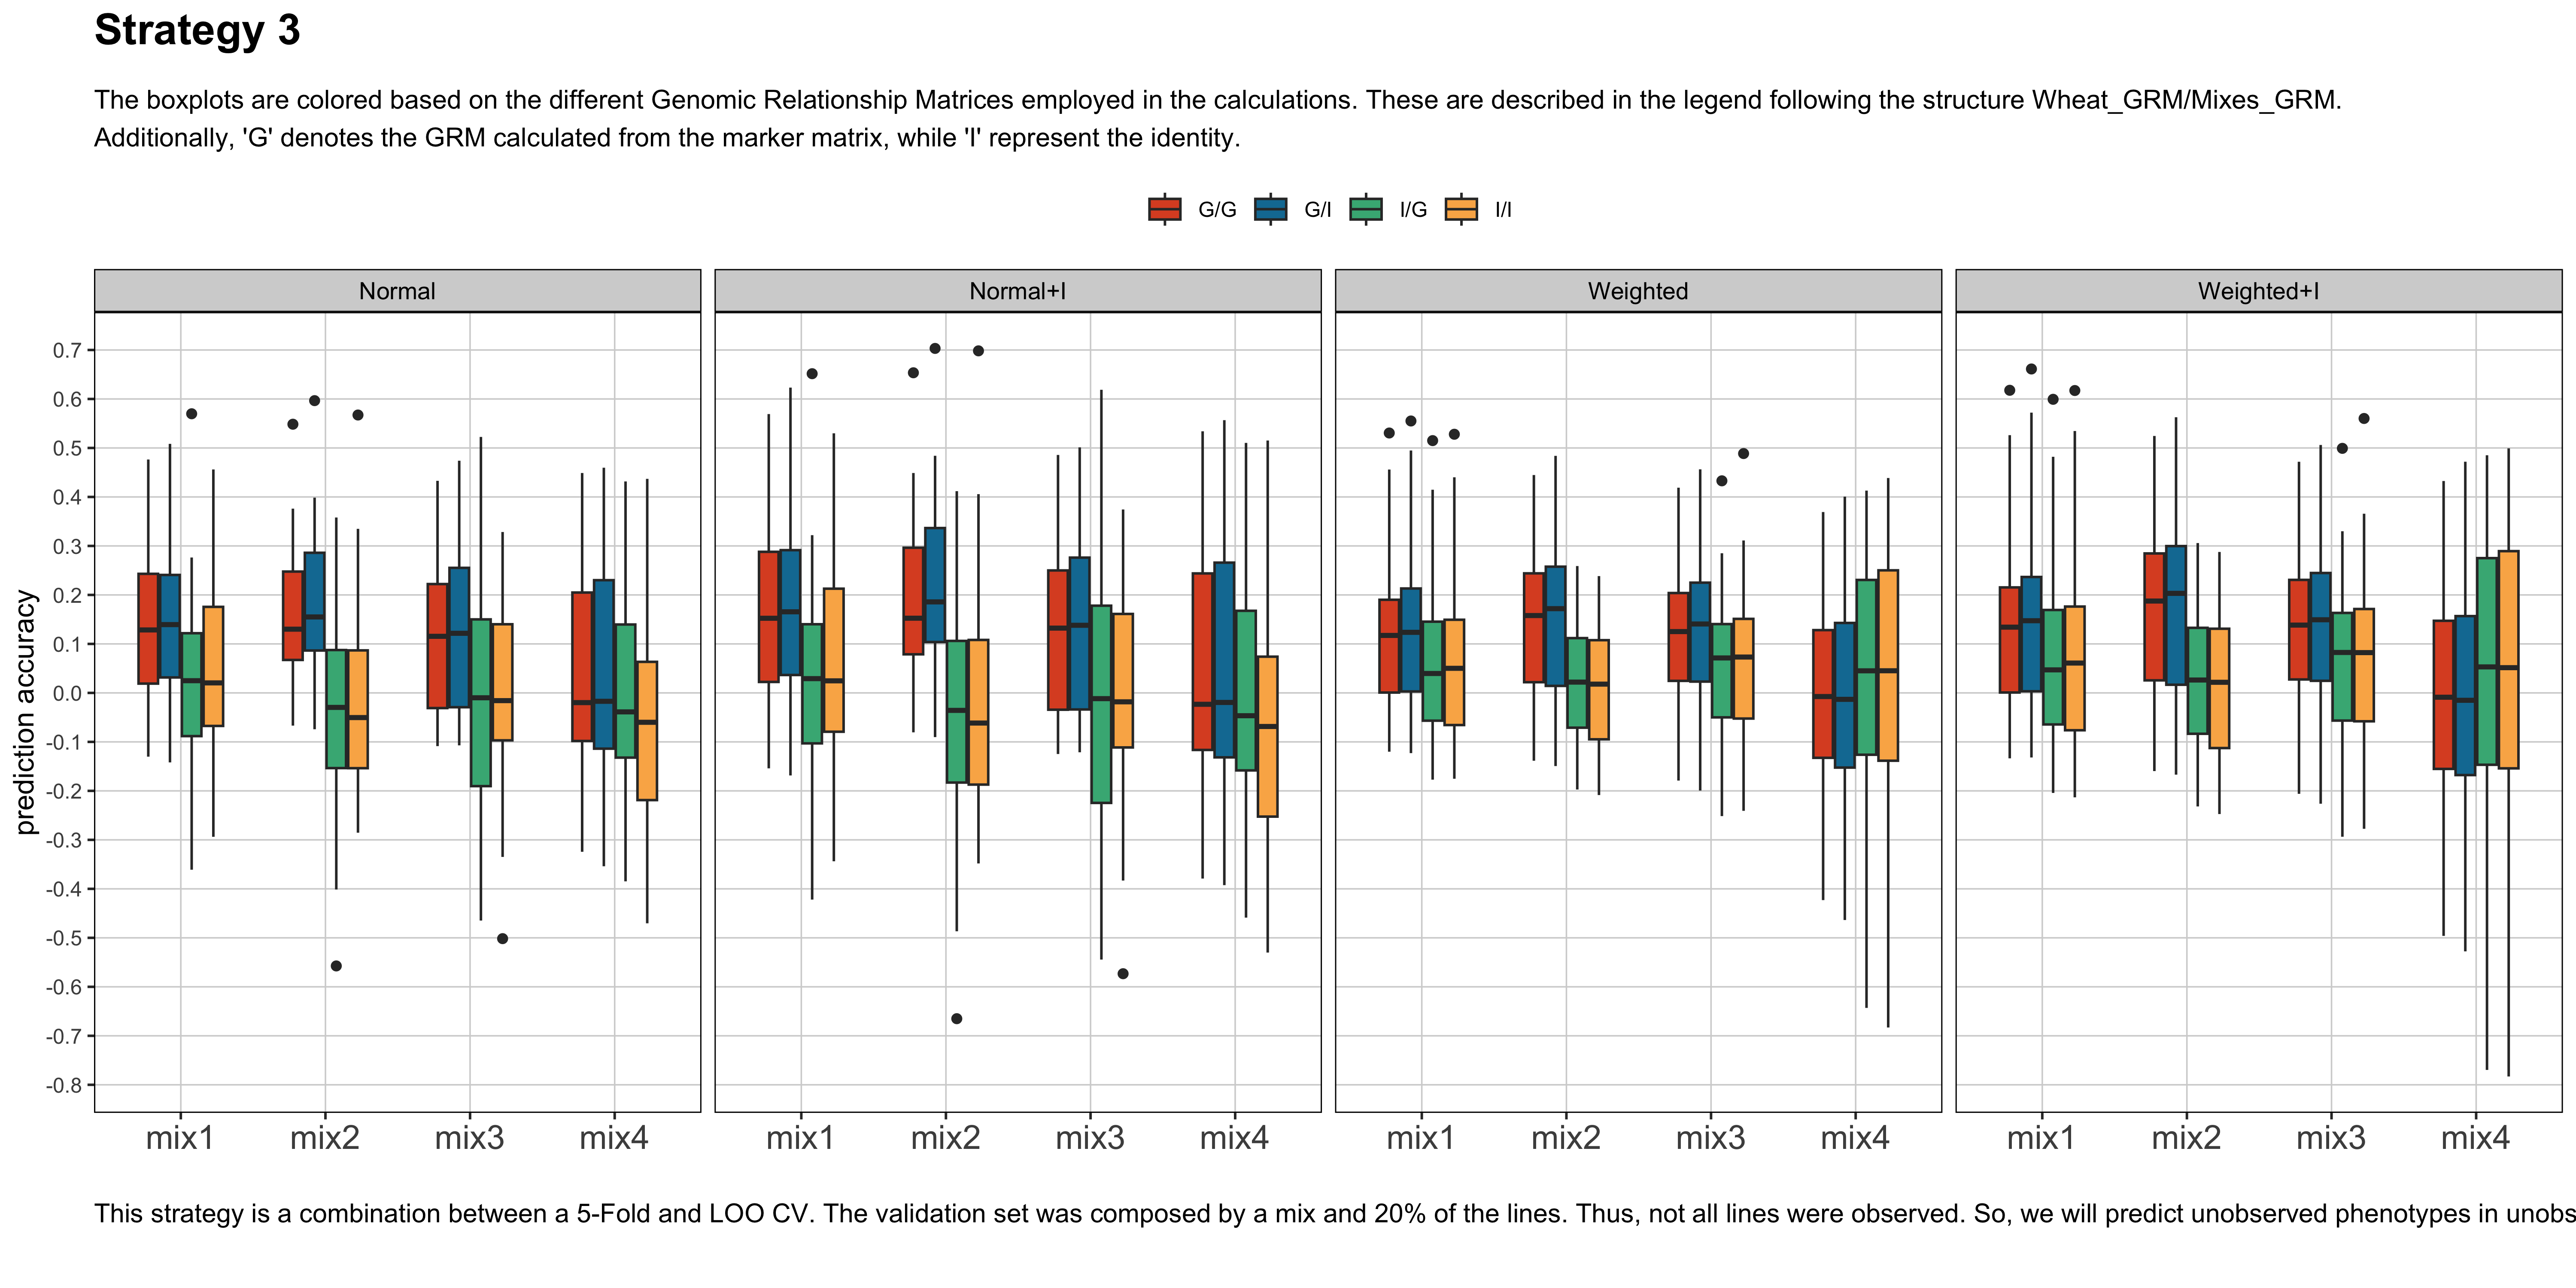 Strategy 3
The boxplots are colored based on the different Genomic Relationship Matrices employed in the calculations. These are described in the legend following the structure Wheat_GRM/Mixes_GRM.
Additionally, 'G' denotes the GRM calculated from the marker matrix, while 'I' represent the identity.
G/G G/I I/G I/I
Normal Normal+I Weighted Weighted+I
prediction accuracy
0.7
0.6
0.5
0.4
0.3
0.2
0.1
0.0
-0.1
-0.2
-0.3
-0.4
-0.5
-0.6
-0.7
-0.8
mix1 mix2 mix3 mix4 mix1 mix2 mix3 mix4 mix1 mix2 mix3 mix4 mix1 mix2 mix3 mix4
This strategy is a combination between a 5-Fold and LOO CV. The validation set was composed by a mix and 20% of the lines. Thus, not all lines were observed. So, we will predict unobserved phenotypes in unobs